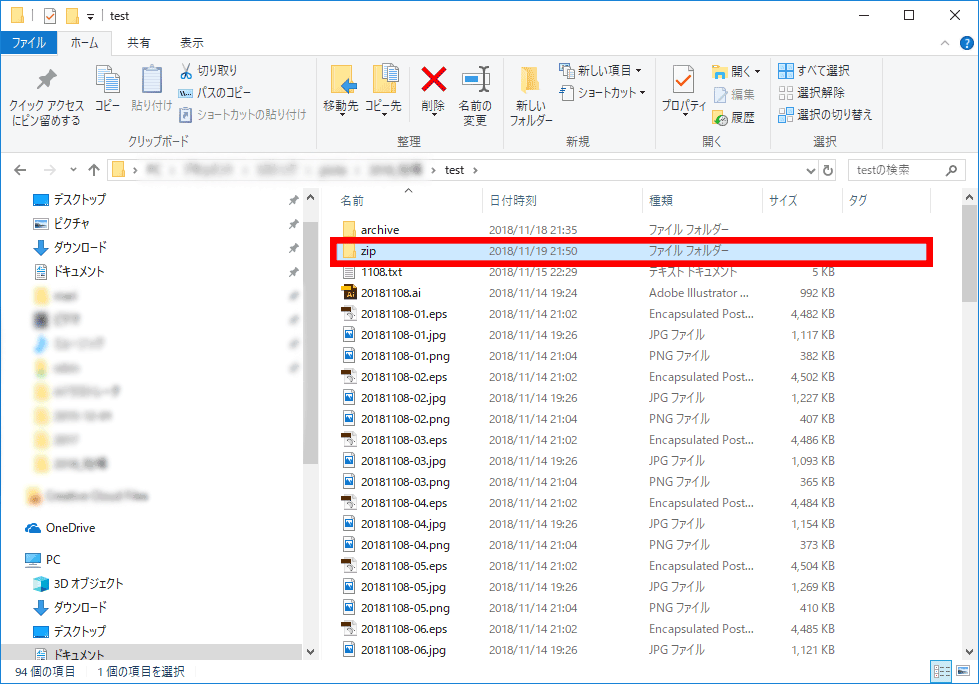 test
ファイル ホーム 共有 表示
クイック アクセスにピン留めする コピー 貼り付け 切り取り パスのコピー ショートカットの貼り付け
クリップボード
移動先 コピー先 削除 名前の変更
整理
新しいフォルダー 新しい項目 ショートカット
新規
プロパティ 開く 編集 履歴
開く
すべて選択 選択解除 選択の切り替え
選択
test testの検索
デスクトップ
ピクチャ
ダウンロード
ドキュメント
OneDrive
PC
3D オブジェクト
ダウンロード
デスクトップ
ドキュメント
名前 日付時刻 種類 サイズ タグ
archive 2018/11/18 21:35 ファイル フォルダー
zip 2018/11/19 21:50 ファイル フォルダー
1108.txt 2018/11/15 22:29 テキスト ドキュメント 5 KB
Ai 20181108.ai 2018/11/14 19:24 Adobe Illustrator ... 992 KB
20181108-01.eps 2018/11/14 21:02 Encapsulated Post... 4,482 KB
20181108-01.jpg 2018/11/14 19:26 JPG ファイル 1,117 KB
20181108-01.png 2018/11/14 21:04 PNG ファイル 382 KB
20181108-02.eps 2018/11/14 21:02 Encapsulated Post... 4,502 KB
20181108-02.jpg 2018/11/14 19:26 JPG ファイル 1,227 KB
20181108-02.png 2018/11/14 21:04 PNG ファイル 407 KB
20181108-03.eps 2018/11/14 21:02 Encapsulated Post... 4,486 KB
20181108-03.jpg 2018/11/14 19:26 JPG ファイル 1,093 KB
20181108-03.png 2018/11/14 21:04 PNG ファイル 365 KB
20181108-04.eps 2018/11/14 21:02 Encapsulated Post... 4,504 KB
20181108-04.jpg 2018/11/14 19:26 JPG ファイル 1,154 KB
20181108-04.png 2018/11/14 21:04 PNG ファイル 373 KB
20181108-05.eps 2018/11/14 21:02 Encapsulated Post... 4,504 KB
20181108-05.jpg 2018/11/14 19:26 JPG ファイル 1,269 KB
20181108-05.png 2018/11/14 21:04 PNG ファイル 410 KB
20181108-06.eps 2018/11/14 21:02 Encapsulated Post... 4,485 KB
20181108-06.jpg 2018/11/14 19:26 JPG ファイル 1,121 KB
94 個の項目 1 個の項目を選択